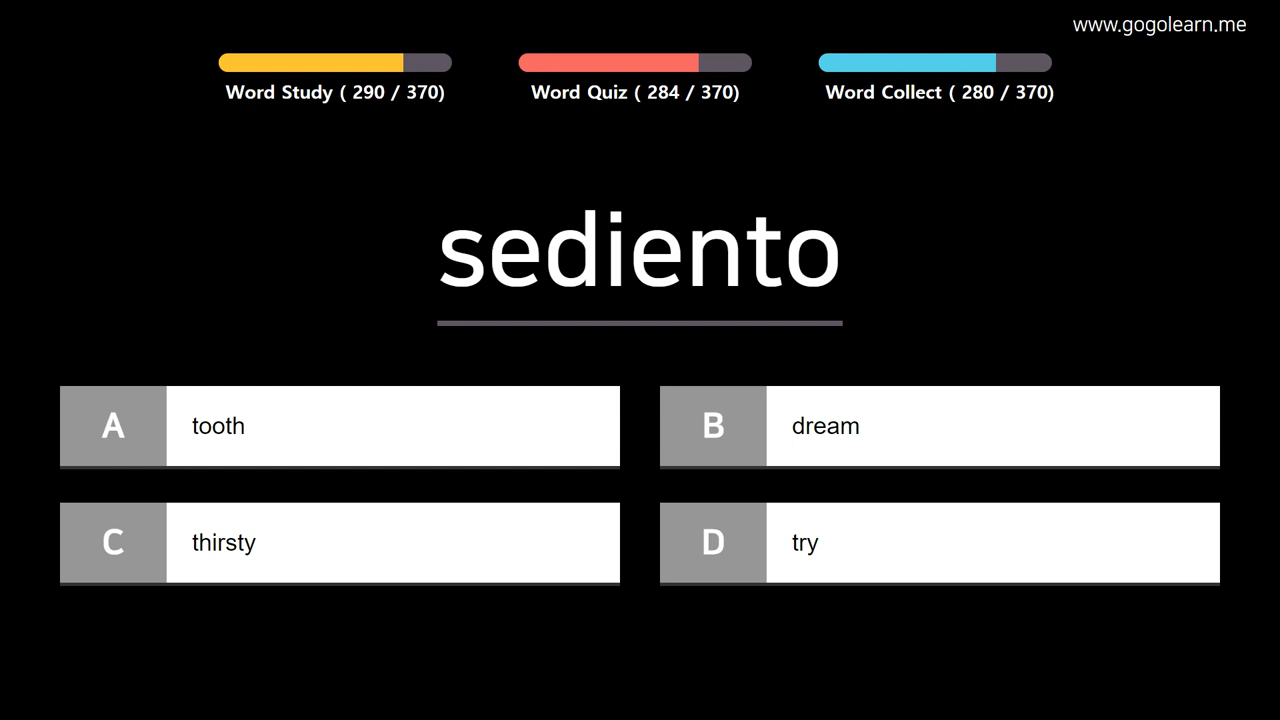 www.gogolearn.me
Word Study ( 290 / 370)
Word Quiz ( 284 / 370)
Word Collect ( 280 / 370)
sediento
A tooth
B dream
C thirsty
D try